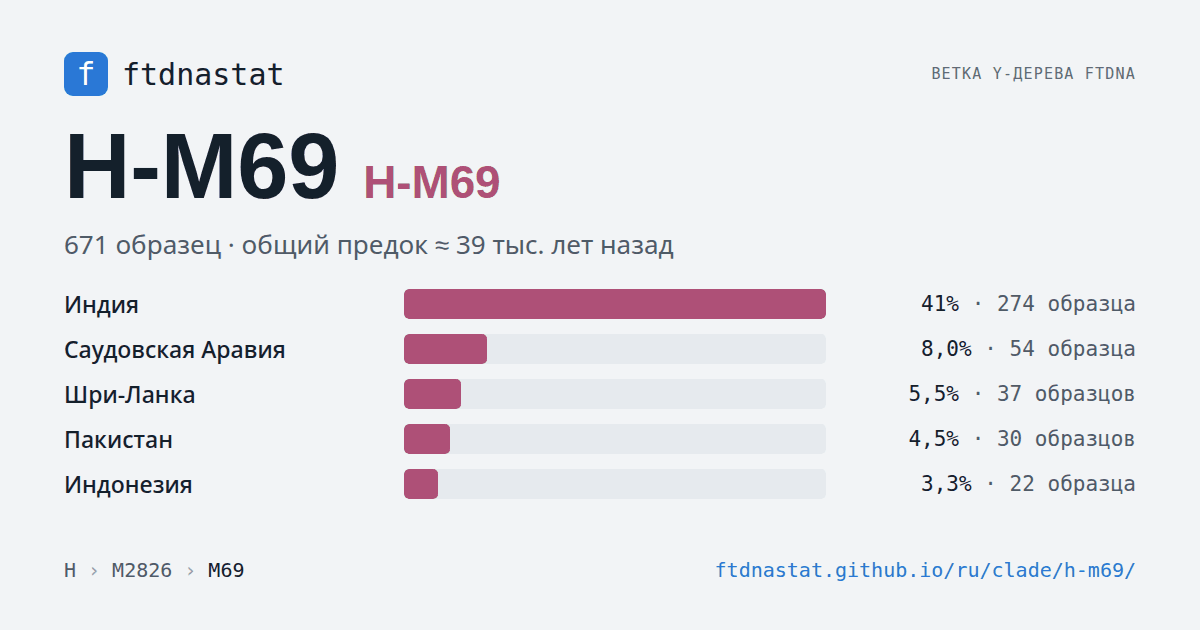 f ftdnastat
ВЕТКА Y-ДЕРЕВА FTDNA
H-M69 H-M69
671 образец · общий предок ≈ 39 тыс. лет назад
Индия 41% · 274 образца
Саудовская Аравия 8,0% · 54 образца
Шри-Ланка 5,5% · 37 образцов
Пакистан 4,5% · 30 образцов
Индонезия 3,3% · 22 образца
H › M2826 › M69
ftdnastat.github.io/ru/clade/h-m69/